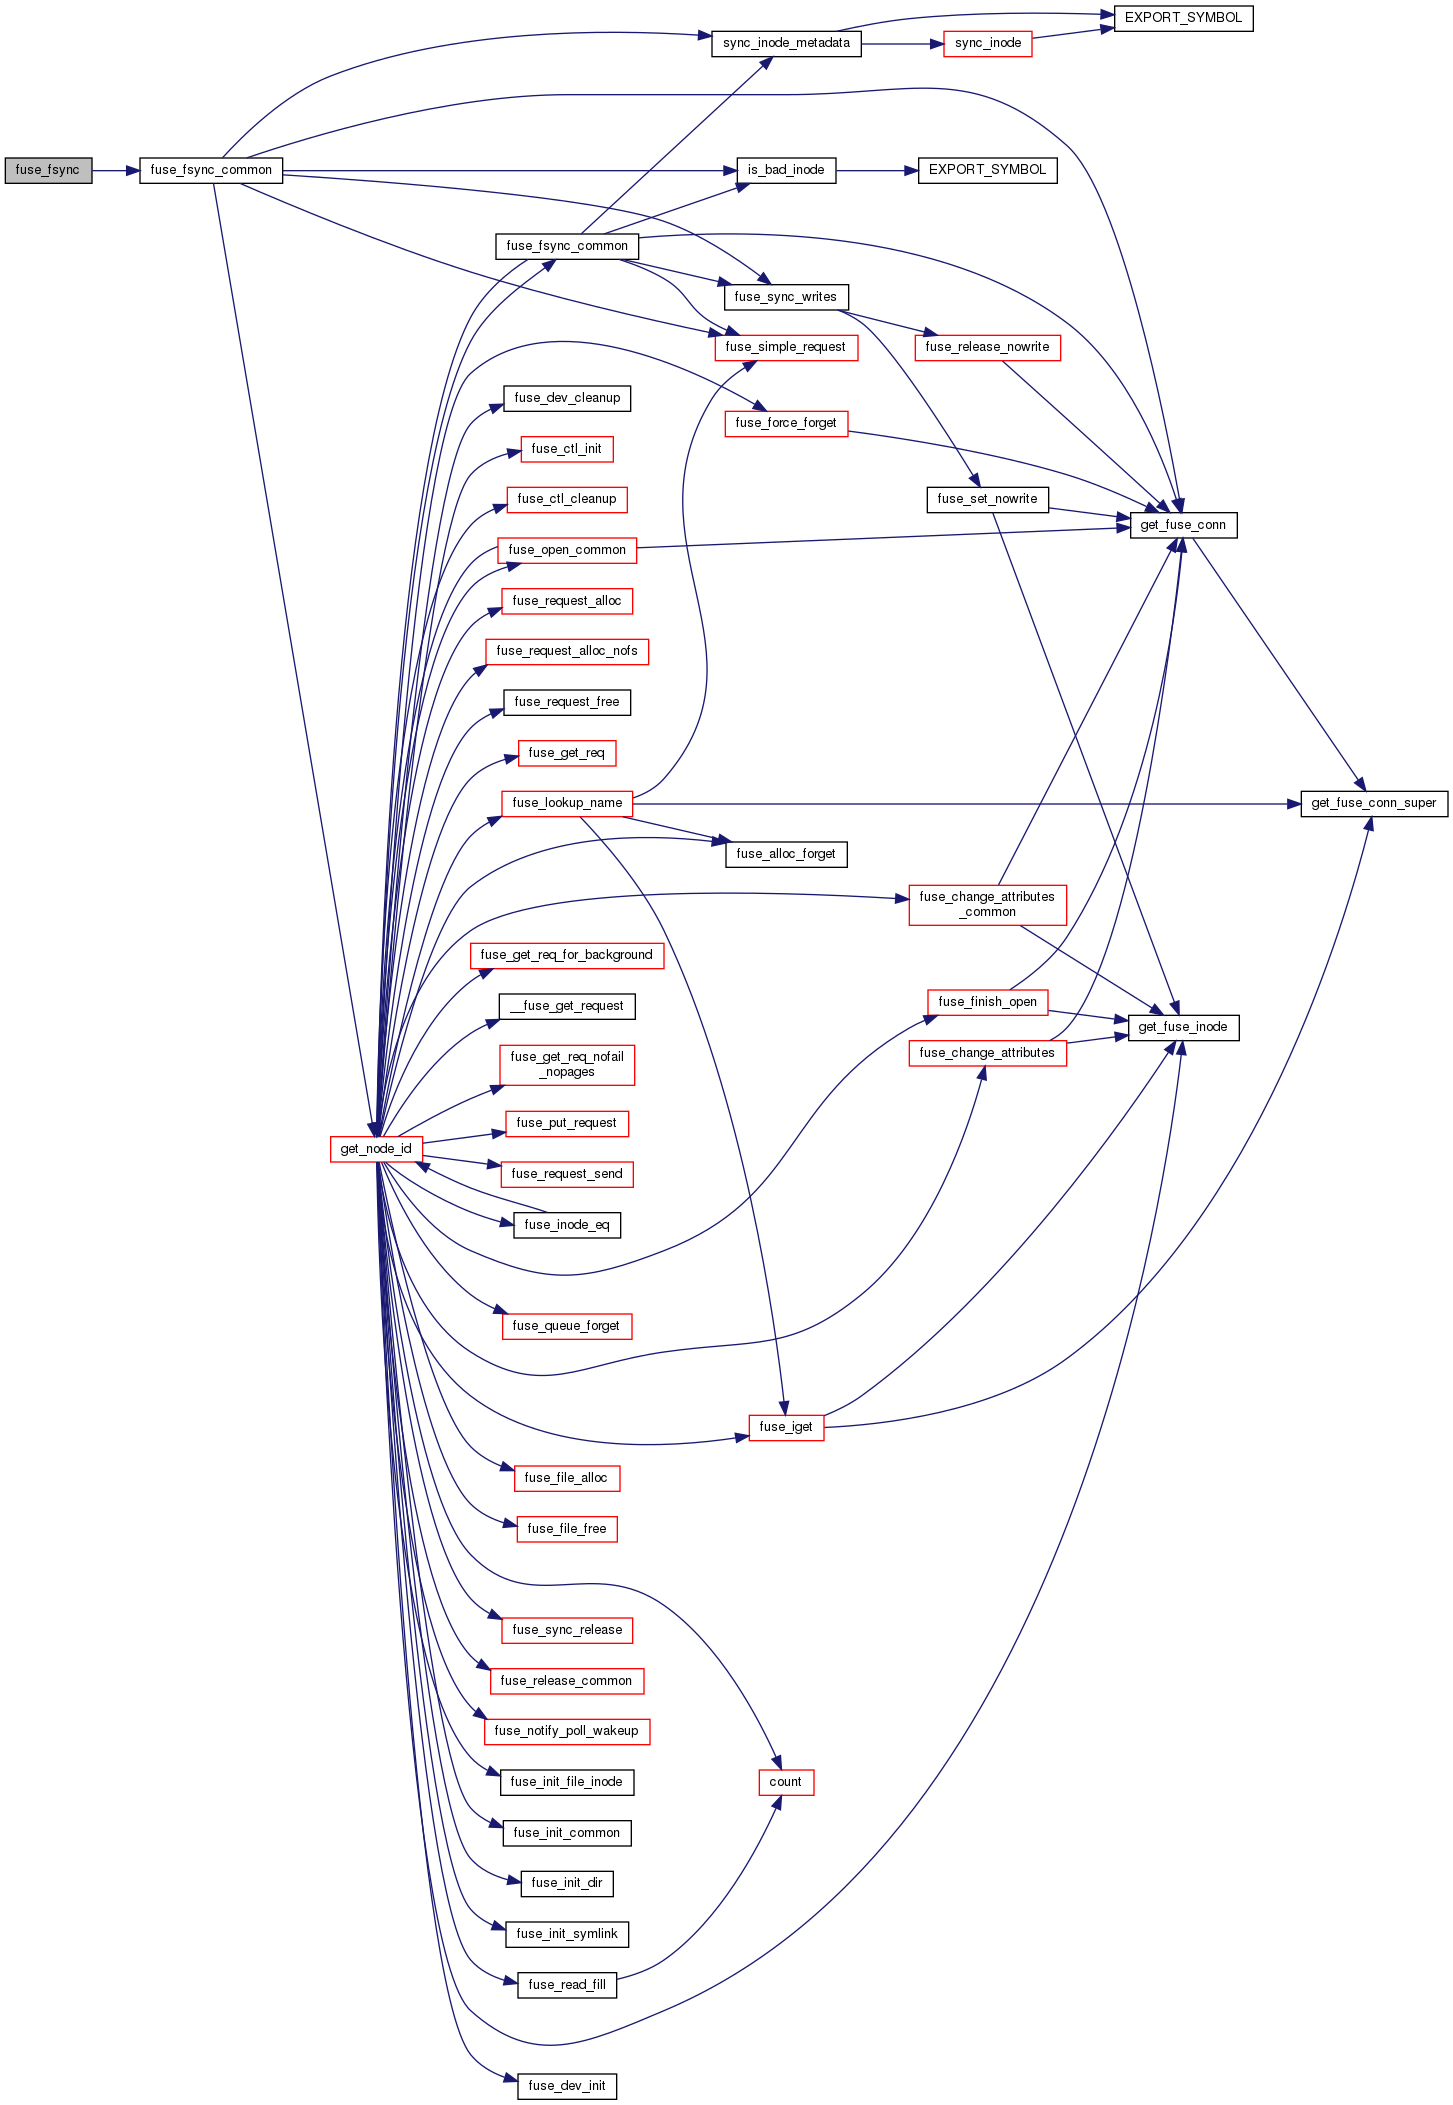 EXPORT_SYMBOL
sync_inode_metadata
sync_inode
fuse_fsync
fuse_fsync_common
is_bad_inode
EXPORT_SYMBOL
fuse_fsync_common
fuse_sync_writes
fuse_simple_request
fuse_release_nowrite
fuse_dev_cleanup
fuse_force_forget
fuse_ctl_init
fuse_ctl_cleanup
fuse_set_nowrite
get_fuse_conn
fuse_open_common
fuse_request_alloc
fuse_request_alloc_nofs
fuse_request_free
fuse_get_req
fuse_lookup_name
get_fuse_conn_super
fuse_alloc_forget
fuse_change_attributes
_common
fuse_get_req_for_background
__fuse_get_request
fuse_finish_open
get_fuse_inode
fuse_change_attributes
fuse_get_req_nofail
_nopages
fuse_put_request
get_node_id
fuse_request_send
fuse_inode_eq
fuse_queue_forget
fuse_iget
fuse_file_alloc
fuse_file_free
fuse_sync_release
fuse_release_common
fuse_notify_poll_wakeup
fuse_init_file_inode
count
fuse_init_common
fuse_init_dir
fuse_init_symlink
fuse_read_fill
fuse_dev_init